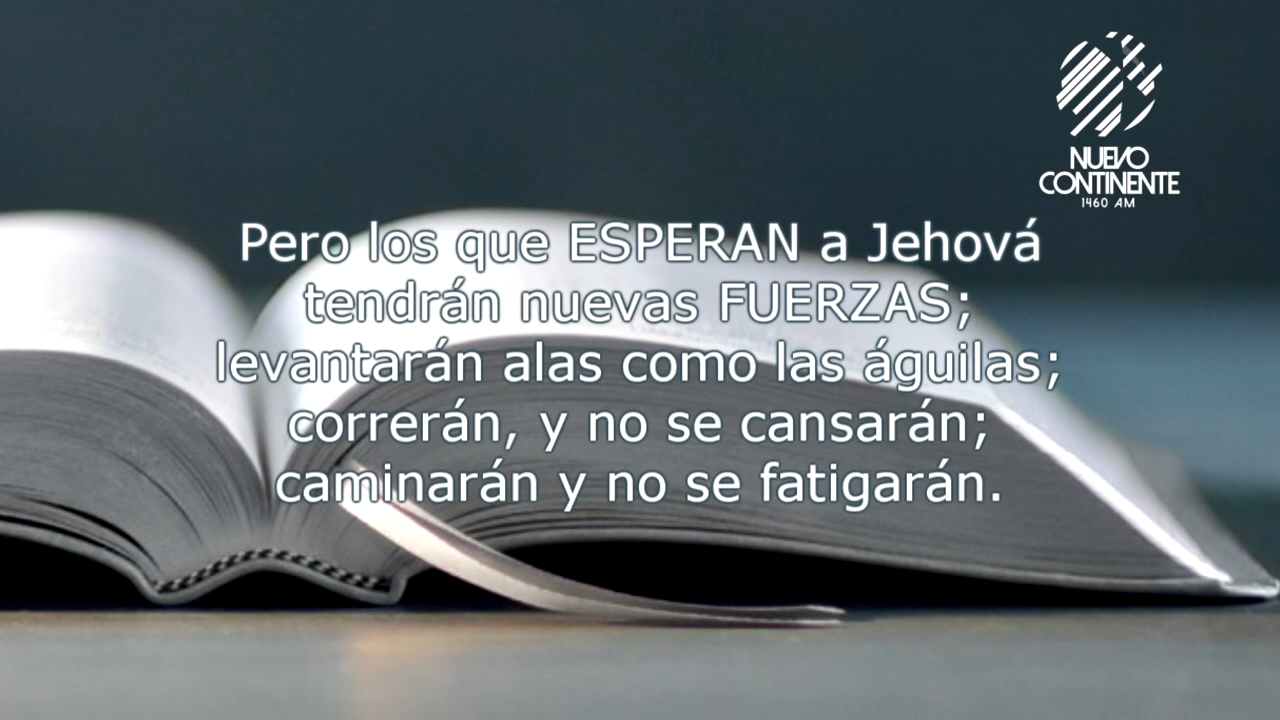 NUEVO
CONTINENTE
1460 AM
Pero los que ESPERAN a Jehová
tendrán nuevas FUERZAS;
levantarán alas como las águilas;
correrán, y no se cansarán;
caminarán y no se fatigarán.